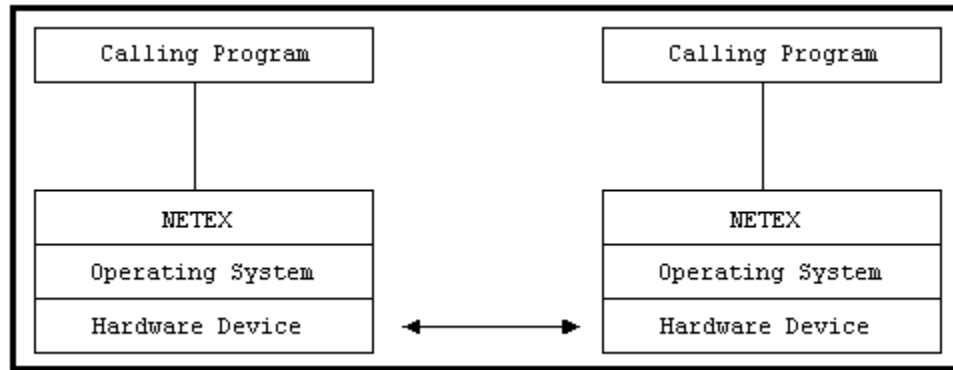 Calling Program
Calling Program
NETEX
NETEX
Operating System
Operating System
Hardware Device
Hardware Device